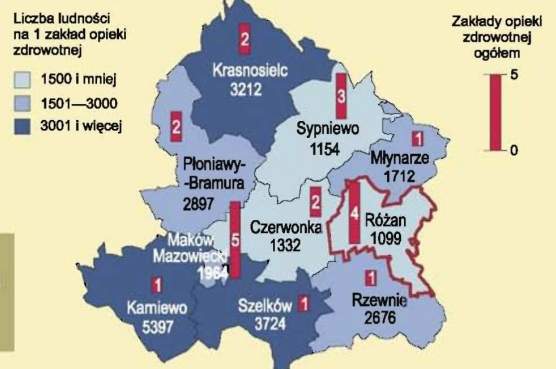 Liczba ludności
na 1 zakład opieki
zdrowotnej
1500 i mniej
1501—3000
3001 i więcej
Zakłady opieki
zdrowotnej
ogółem
5
0
2
Krasnosielc
3212
3
Sypniewo
1154
1
Młynarze
1712
2
Płoniawy-
-Bramura
2897
2
Czerwonka
1332
4
Różan
1099
5
Maków
Mazowiecki
1964
1
Karniewo
5397
1
Szelków
3724
1
Rzewnie
2676